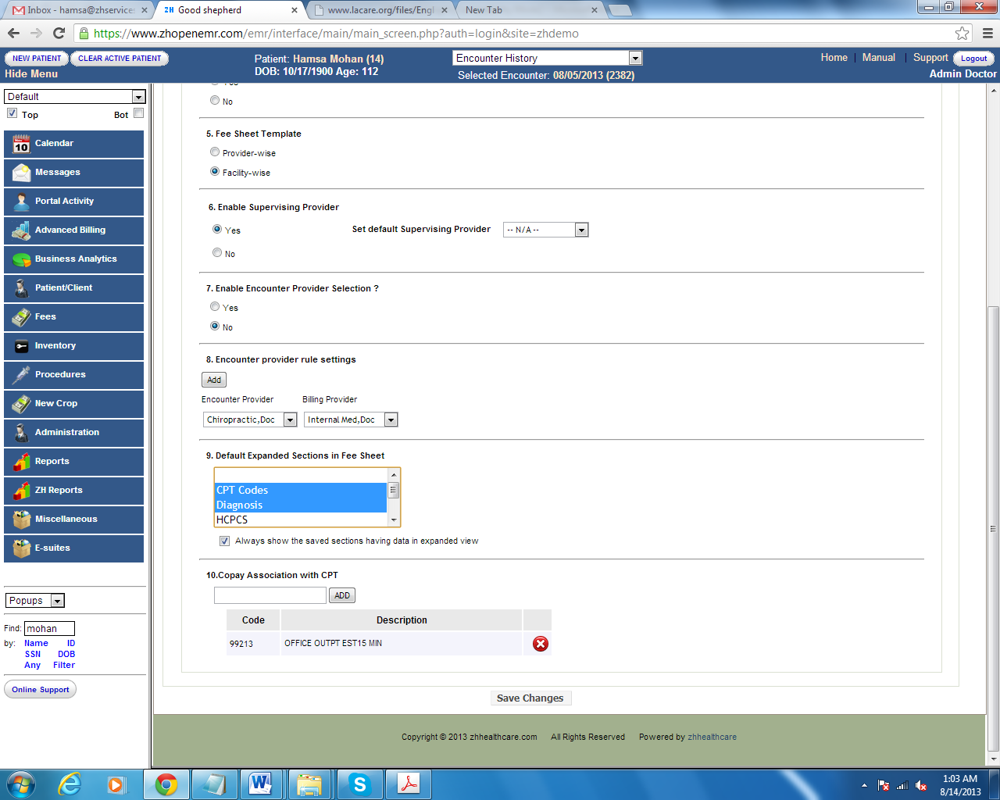 Inbox - hamsa@zhservice: Good shepherd www.lacare.org/files/Engl New Tab
https://www.zhopenemr.com/emr/interface/main/main_screen.php?auth=login&site=zhdemo
NEW PATIENT CLEAR ACTIVE PATIENT Patient: Hamsa Mohan (14) Encounter History Home | Manual | Support Logout
Hide Menu DOB: 10/17/1900 Age: 112 Selected Encounter: 08/05/2013 (2382) Admin Doctor
Default
Top Bot
Calendar
Messages
Portal Activity
Advanced Billing
Business Analytics
Patient/Client
Fees
Inventory
Procedures
New Crop
Administration
Reports
ZH Reports
Miscellaneous
E-suites
Popups
Find: mohan
by: Name ID
SSN DOB
Any Filter
Online Support
No
5. Fee Sheet Template
Provider-wise
Facility-wise
6. Enable Supervising Provider
Yes Set default Supervising Provider -- N/A --
No
7. Enable Encounter Provider Selection ?
Yes
No
8. Encounter provider rule settings
Add
Encounter Provider Billing Provider
Chiropractic,Doc Internal Med,Doc
9. Default Expanded Sections in Fee Sheet
CPT Codes
Diagnosis
HCPCS
Always show the saved sections having data in expanded view
10.Copay Association with CPT
ADD
Code Description
99213 OFFICE OUTPT EST15 MIN
Save Changes
Copyright © 2013 zhhealthcare.com All Rights Reserved Powered by zhhealthcare
1:03 AM
8/14/2013